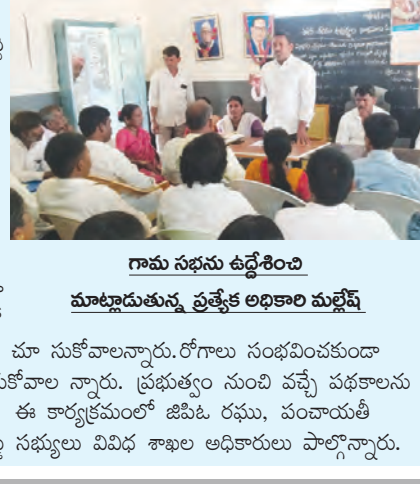 గామ సభను ఉద్దేశించి
మాట్లాడుతున్న ప్రత్యేక అధికారి మల్లేష్
చూ సుకోవాలన్నారు.రోగాలు సంభవించకుండా
కోవాల న్నారు. ప్రభుత్వం నుంచి వచ్చే పథకాలను
ఈ కార్యక్రమంలో జిపిఓ రఘు, పంచాయతీ
సభ్యులు వివిధ శాఖల అధికారులు పాల్గొన్నారు.